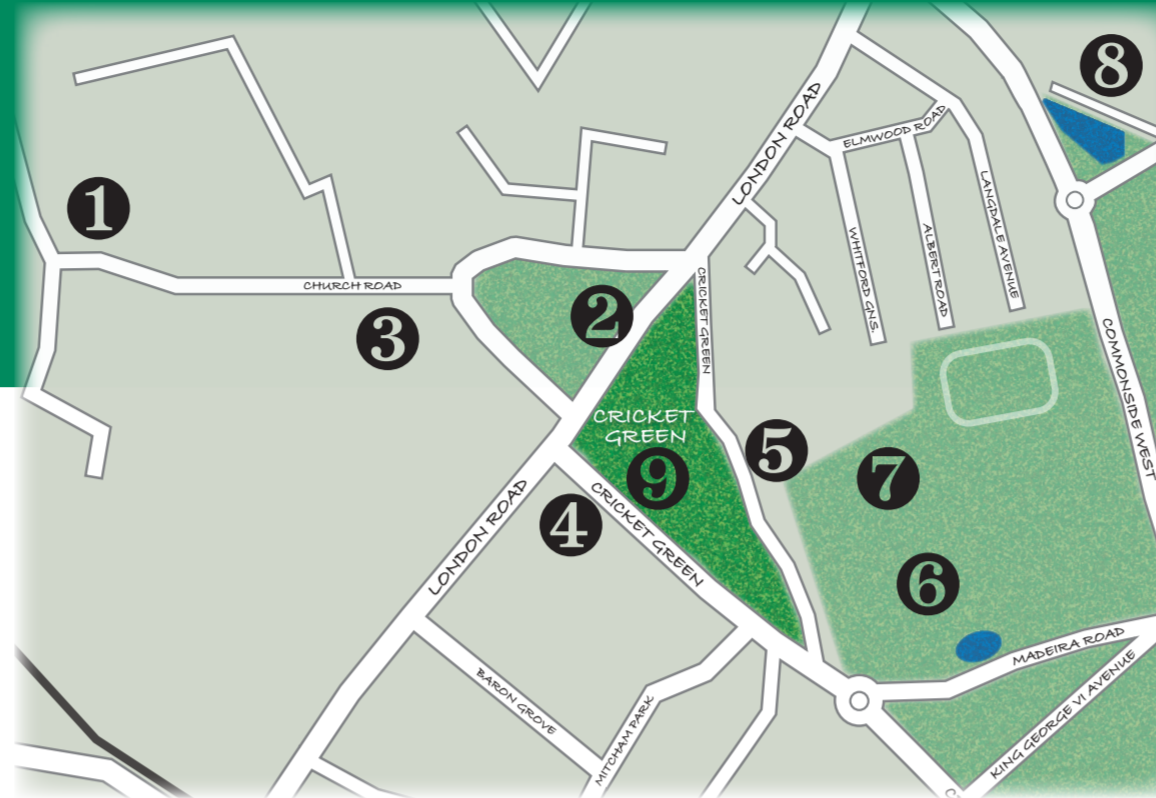 8
1
LONDON ROAD
ELMWOOD ROAD
LANGDALE AVENUE
WHITFORD GNS.
ALBERT ROAD
CHURCH ROAD
CRICKET GREEN
2
3
COMMONSIDE WEST
CRICKET
GREEN
5
7
9
4
CRICKET GREEN
LONDON ROAD
6
MADEIRA ROAD
KING GEORGE VI AVENUE
BARON GROVE
MITCHAM PARK